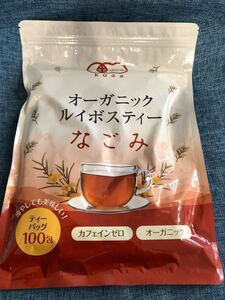 koaa
オーガニック
ルイボスティー
なごみ
冷やしても美味しい!
ティー
バッグ
100包
カフェインゼロ
オーガニック